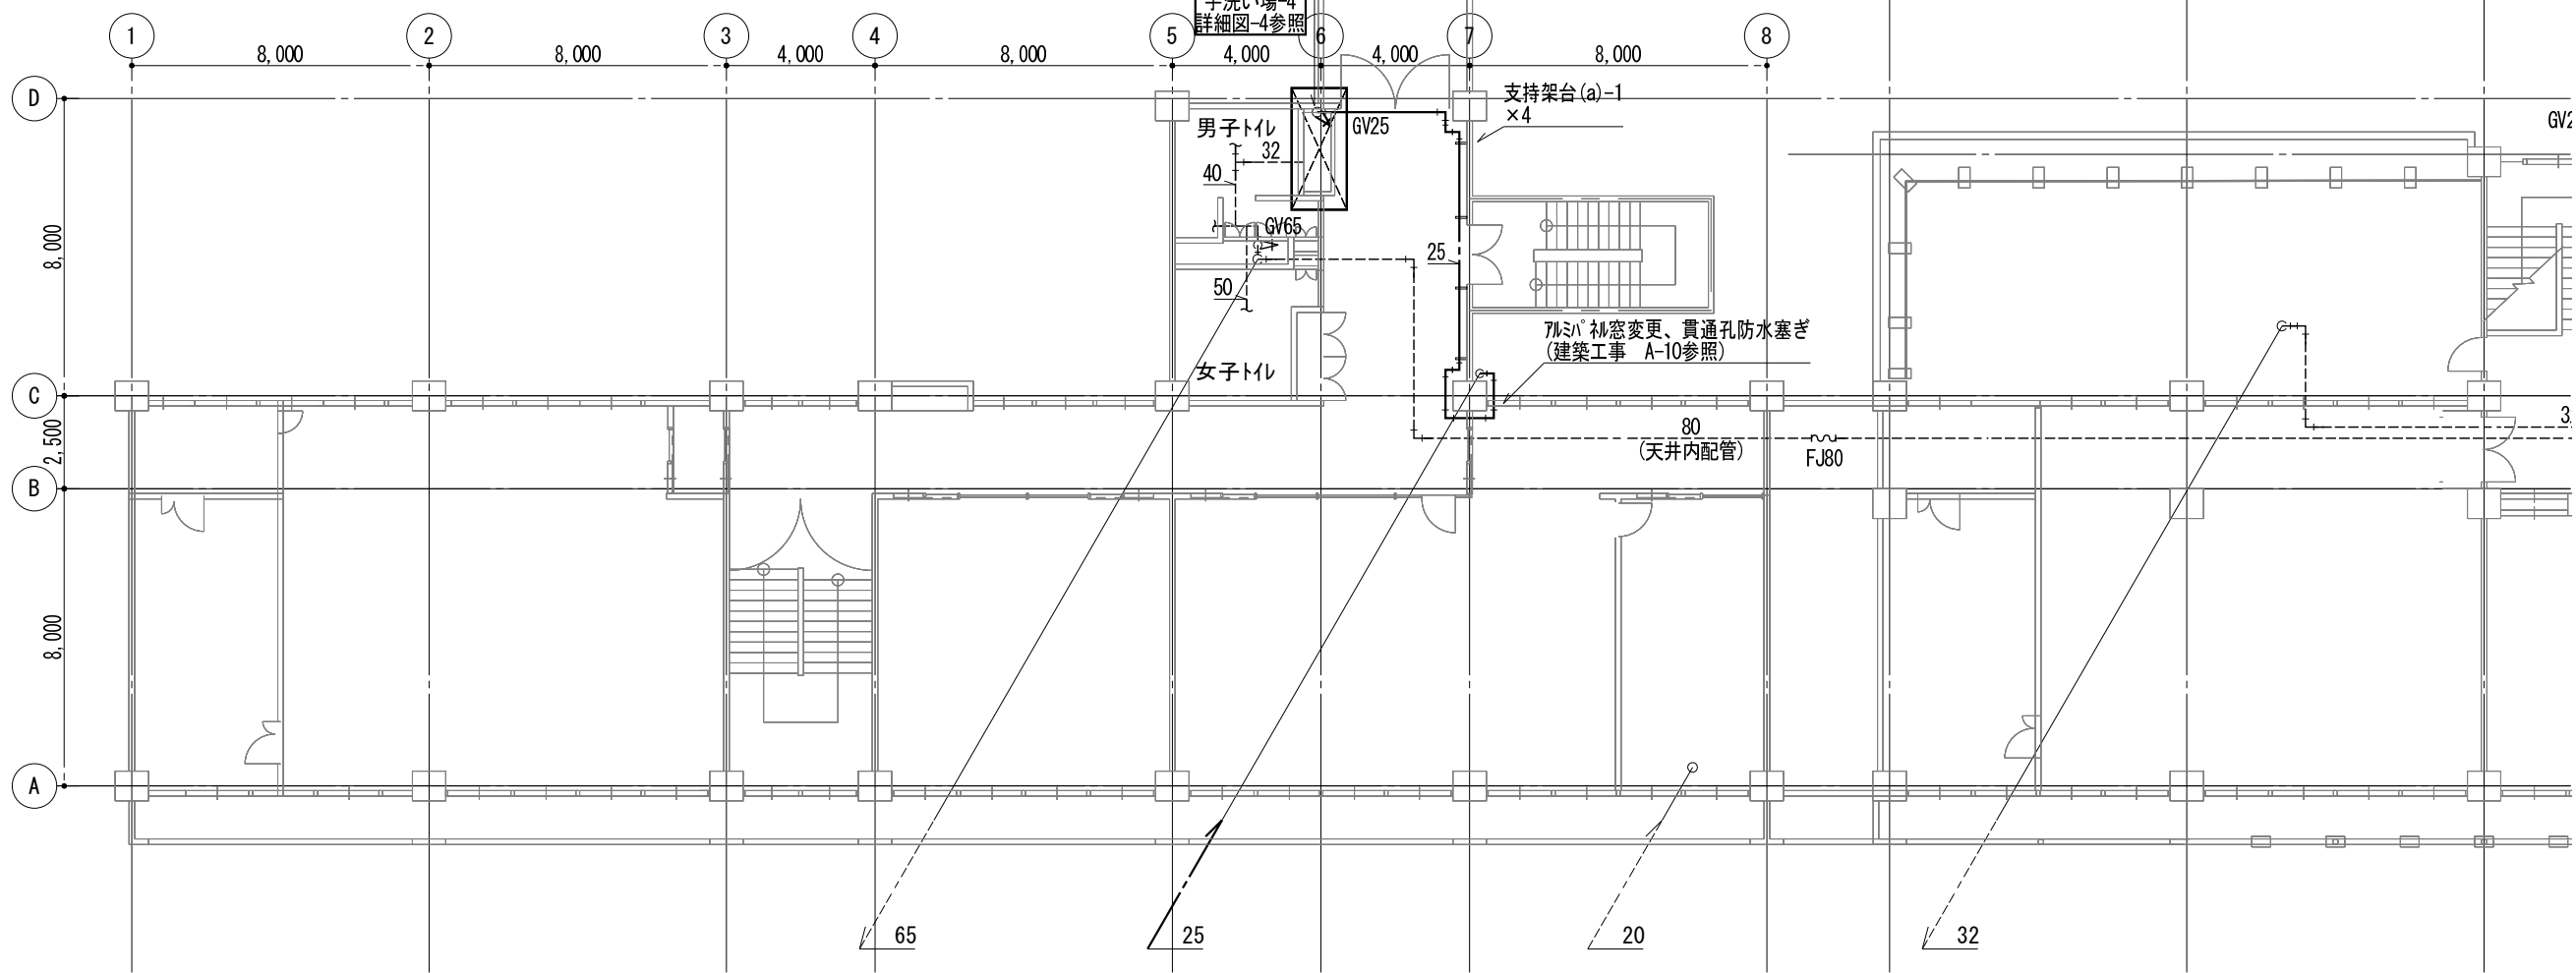 手洗い場-4
詳細図-4参照
1
2
3
4
5
6
7
8
8,000
8,000
4,000
8,000
4,000
4,000
8,000
D
C
B
A
8,000
2,500
8,000
支持架台(a)-1
×4
GV25
男子トイレ
32
40
GV65
50
25
女子トイレ
アルミパネル窓変更、貫通孔防水塞ぎ
(建築工事 A-10参照)
80
(天井内配管)
FJ80
65
25
20
32